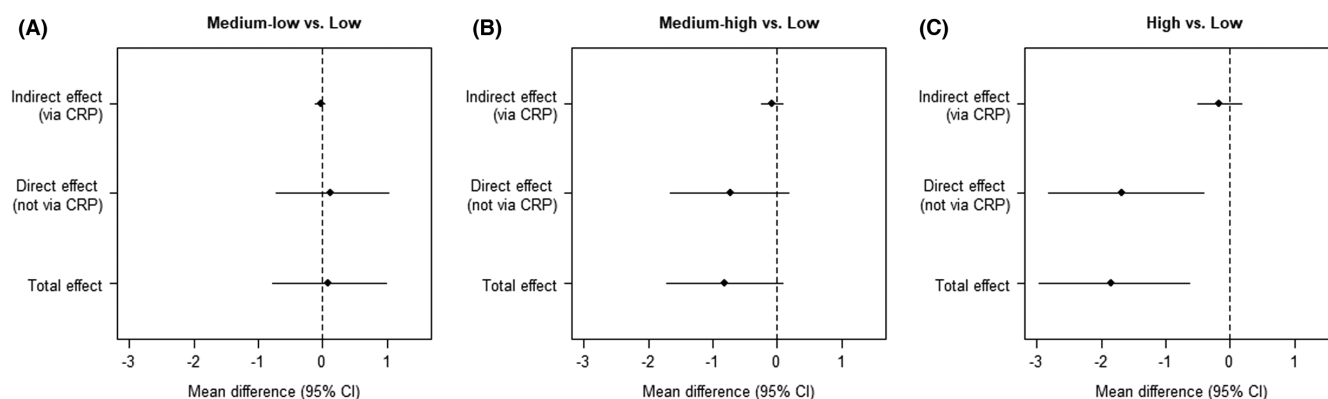 (A)
Medium-low vs. Low
Indirect effect
(via CRP)
Direct effect
(not via CRP)
Total effect
-3 -2 -1 0 1
Mean difference (95% CI)
(B)
Medium-high vs. Low
Indirect effect
(via CRP)
Direct effect
(not via CRP)
Total effect
-3 -2 -1 0 1
Mean difference (95% CI)
(C)
High vs. Low
Indirect effect
(via CRP)
Direct effect
(not via CRP)
Total effect
-3 -2 -1 0 1
Mean difference (95% CI)